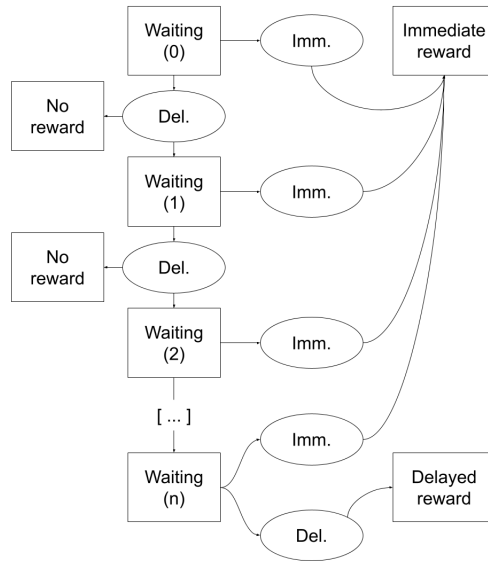 Waiting
(0)
Imm.
Immediate
reward
No
reward
Del.
Waiting
(1)
Imm.
No
reward
Del.
Waiting
(2)
Imm.
[ ... ]
Imm.
Waiting
(n)
Delayed
reward
Del.